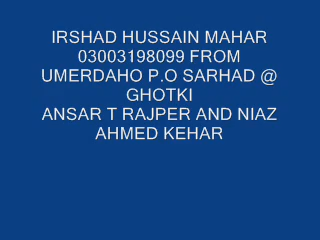 IRSHAD HUSSAIN MAHAR
03003198099 FROM
UMERDAHO P.O SARHAD @
GHOTKI
ANSAR T RAJPER AND NIAZ
AHMED KEHAR